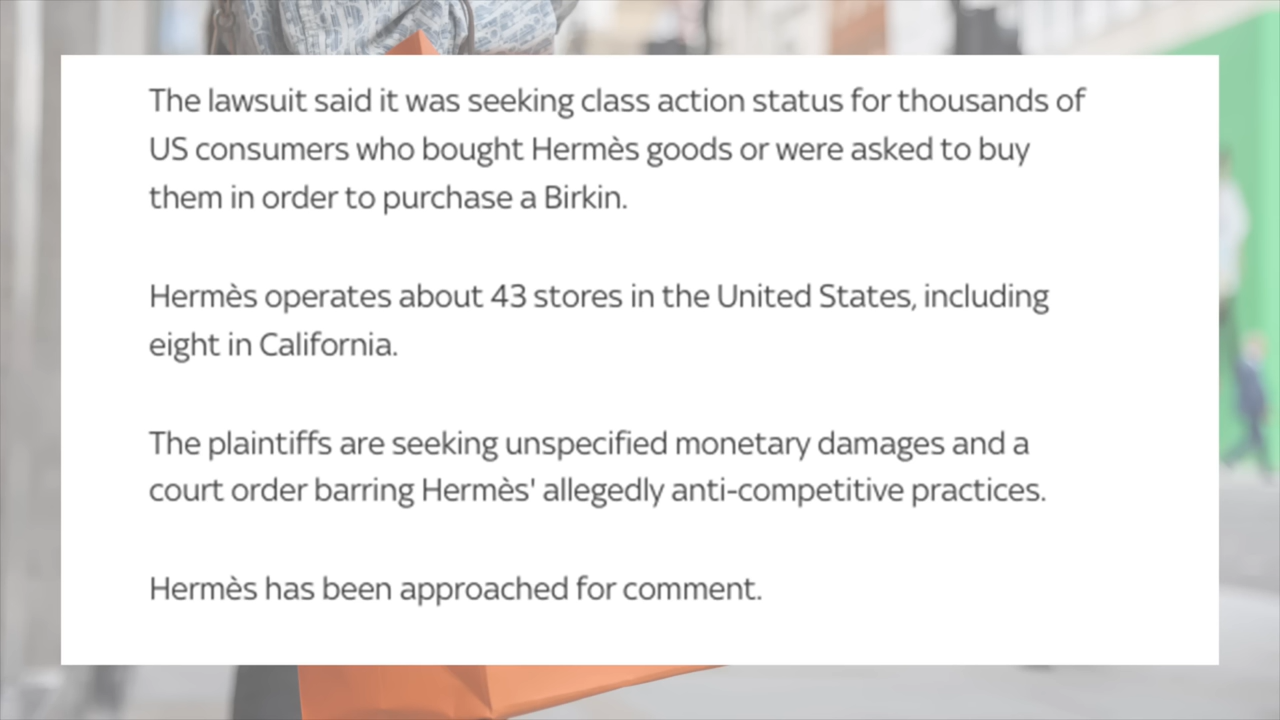 The lawsuit said it was seeking class action status for thousands of
US consumers who bought Hermès goods or were asked to buy
them in order to purchase a Birkin.
Hermès operates about 43 stores in the United States, including
eight in California.
The plaintiffs are seeking unspecified monetary damages and a
court order barring Hermès' allegedly anti-competitive practices.
Hermès has been approached for comment.